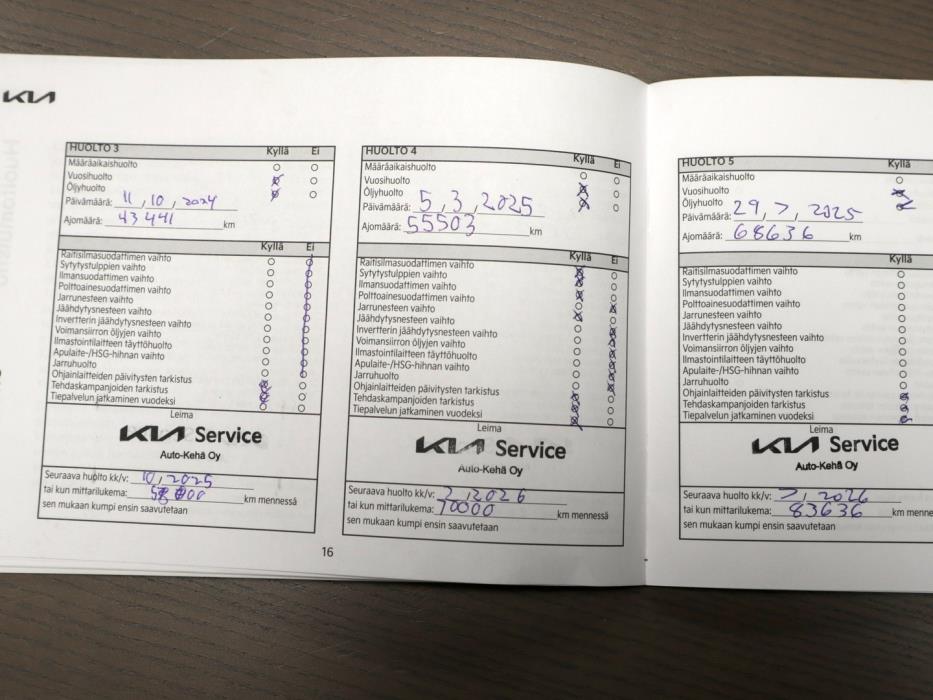 KIA
HUOLTO 3 Kyllä Ei
Määräaikaishuolto
Vuosihuolto
Öljyhuolto
Päivämäärä: 11, 10, 2024
Ajomäärä: 43441 km
Kyllä Ei
Raitisilmasuodattimen vaihto
Sytytystulppien vaihto
Ilmansuodattimen vaihto
Polttoainesuodattimen vaihto
Jarrunesteen vaihto
Jäähdytysnesteen vaihto
Invertterin jäähdytysnesteen vaihto
Voimansiirron öljyjen vaihto
Ilmastointilaitteen täyttöhuolto
Apulaite-/HSG-hihnan vaihto
Jarruhuolto
Ohjainlaitteiden päivitysten tarkistus
Tehdaskampanjoiden tarkistus
Tiepalvelun jatkaminen vuodeksi
Leima
KIA Service
Auto-Kehä Oy
Seuraava huolto kk/v: 10, 2025
tai kun mittarilukema: km mennessä
sen mukaan kumpi ensin saavutetaan
16
HUOLTO 4 Kyllä Ei
Määräaikaishuolto
Vuosihuolto
Öljyhuolto
Päivämäärä: 5, 3, 2025
Ajomäärä: 55503 km
Kyllä Ei
Raitisilmasuodattimen vaihto
Sytytystulppien vaihto
Ilmansuodattimen vaihto
Polttoainesuodattimen vaihto
Jarrunesteen vaihto
Jäähdytysnesteen vaihto
Invertterin jäähdytysnesteen vaihto
Voimansiirron öljyjen vaihto
Ilmastointilaitteen täyttöhuolto
Apulaite-/HSG-hihnan vaihto
Jarruhuolto
Ohjainlaitteiden päivitysten tarkistus
Tehdaskampanjoiden tarkistus
Tiepalvelun jatkaminen vuodeksi
Leima
KIA Service
Auto-Kehä Oy
Seuraava huolto kk/v: 2, 2026
tai kun mittarilukema: 70000 km mennessä
sen mukaan kumpi ensin saavutetaan
HUOLTO 5 Kyllä
Määräaikaishuolto
Vuosihuolto
Öljyhuolto
Päivämäärä: 29, 7, 2025
Ajomäärä: 68636 km
Kyllä
Raitisilmasuodattimen vaihto
Sytytystulppien vaihto
Ilmansuodattimen vaihto
Polttoainesuodattimen vaihto
Jarrunesteen vaihto
Jäähdytysnesteen vaihto
Invertterin jäähdytysnesteen vaihto
Voimansiirron öljyjen vaihto
Ilmastointilaitteen täyttöhuolto
Apulaite-/HSG-hihnan vaihto
Jarruhuolto
Ohjainlaitteiden päivitysten tarkistus
Tehdaskampanjoiden tarkistus
Tiepalvelun jatkaminen vuodeksi
Leima
KIA Service
Auto-Kehä Oy
Seuraava huolto kk/v: 7, 2026
tai kun mittarilukema: 83636 km menne
sen mukaan kumpi ensin saavutetaan